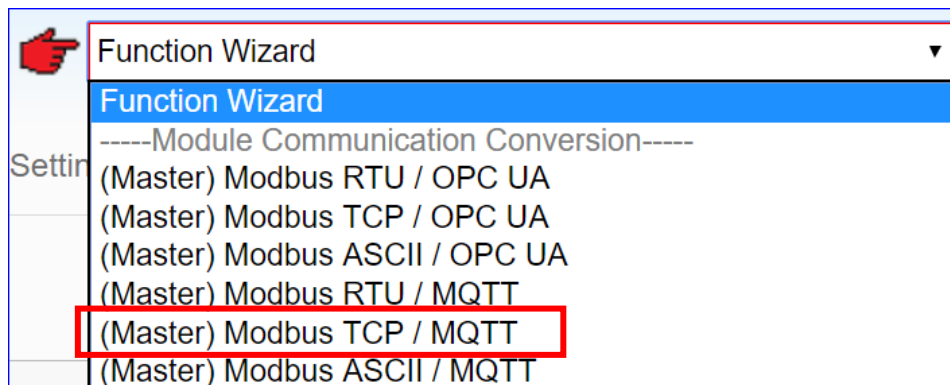 Function Wizard
Function Wizard
-----Module Communication Conversion-----
Settin
(Master) Modbus RTU / OPC UA
(Master) Modbus TCP / OPC UA
(Master) Modbus ASCII / OPC UA
(Master) Modbus RTU / MQTT
(Master) Modbus TCP / MQTT
(Master) Modbus ASCII / MQTT